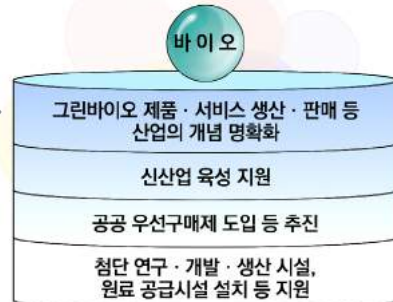 바이오
그린바이오 제품 · 서비스 생산 · 판매 등
산업의 개념 명확화
신산업 육성 지원
공공 우선구매제 도입 등 추진
첨단 연구 · 개발 · 생산 시설,
원료 공급시설 설치 등 지원